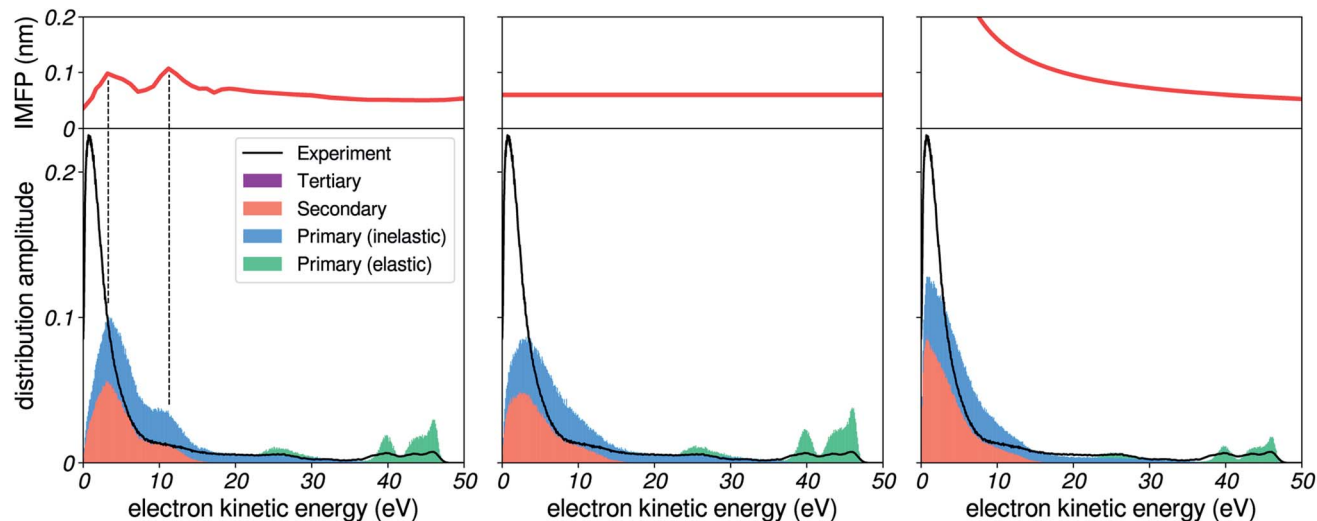 IMFP (nm)
0.2
0.1
0
distribution amplitude
0.2
0.1
0
Experiment
Tertiary
Secondary
Primary (inelastic)
Primary (elastic)
0 10 20 30 40 50
electron kinetic energy (eV)
0 10 20 30 40 50
electron kinetic energy (eV)
0 10 20 30 40 50
electron kinetic energy (eV)